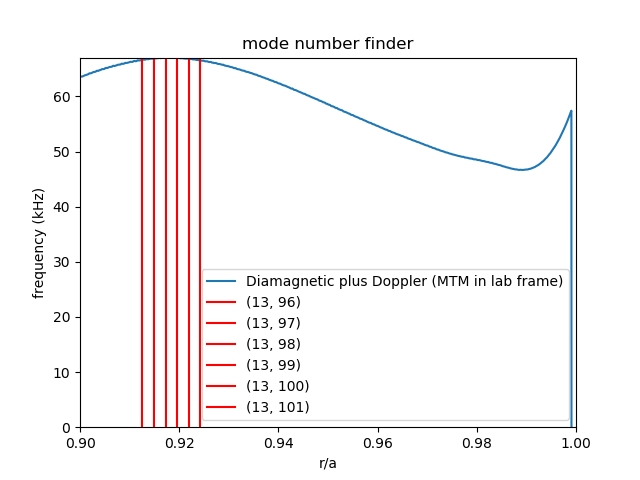 mode number finder
frequency (kHz)
60
50
40
30
20
10
0
Diamagnetic plus Doppler (MTM in lab frame)
(13, 96)
(13, 97)
(13, 98)
(13, 99)
(13, 100)
(13, 101)
0.90 0.92 0.94 0.96 0.98 1.00
r/a